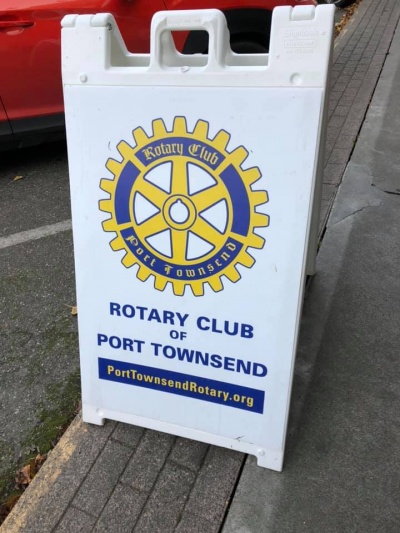 Rotary Club
Port Townsend
ROTARY CLUB
OF
PORT TOWNSEND
PortTownsendRotary.org